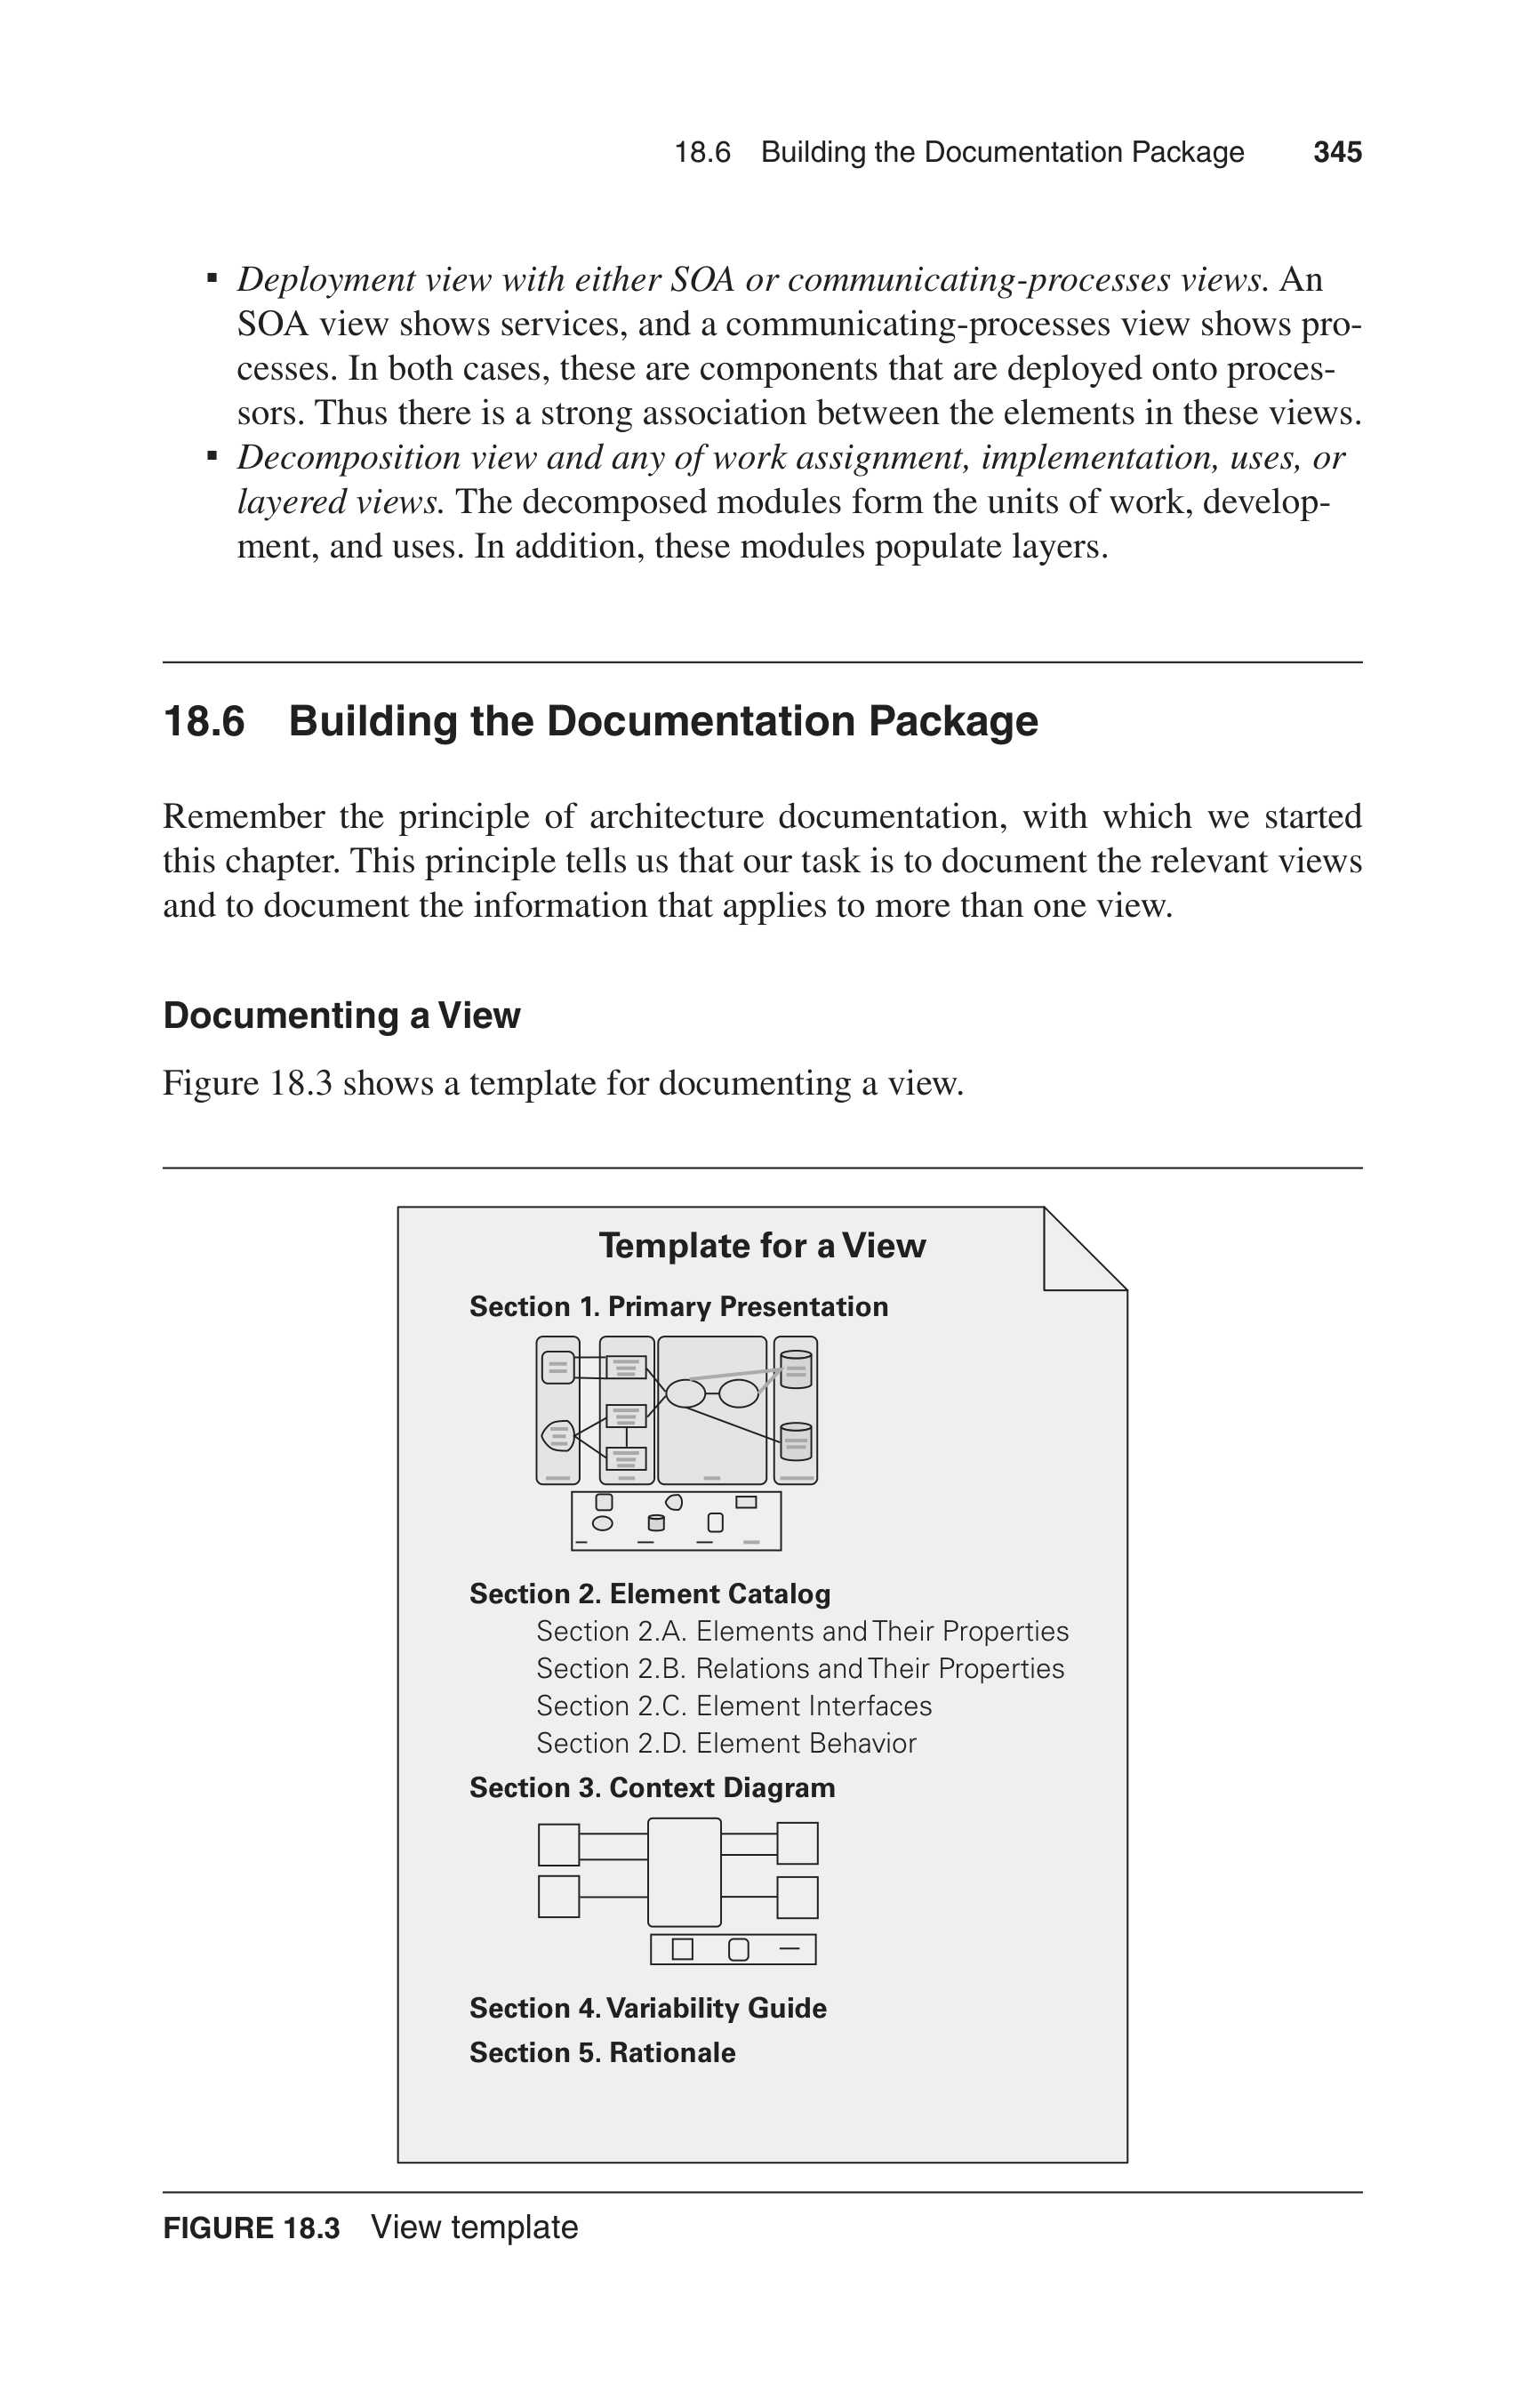 18.6 Building the Documentation Package 345
▪ Deployment view with either SOA or communicating-processes views. An
SOA view shows services, and a communicating-processes view shows pro-
cesses. In both cases, these are components that are deployed onto proces-
sors. Thus there is a strong association between the elements in these views.
▪ Decomposition view and any of work assignment, implementation, uses, or
layered views. The decomposed modules form the units of work, develop-
ment, and uses. In addition, these modules populate layers.
18.6 Building the Documentation Package
Remember the principle of architecture documentation, with which we started
this chapter. This principle tells us that our task is to document the relevant views
and to document the information that applies to more than one view.
Documenting a View
Figure 18.3 shows a template for documenting a view.
Template for a View
Section 1. Primary Presentation
Section 2. Element Catalog
Section 2.A. Elements and Their Properties
Section 2.B. Relations and Their Properties
Section 2.C. Element Interfaces
Section 2.D. Element Behavior
Section 3. Context Diagram
Section 4. Variability Guide
Section 5. Rationale
FIGURE 18.3 View template